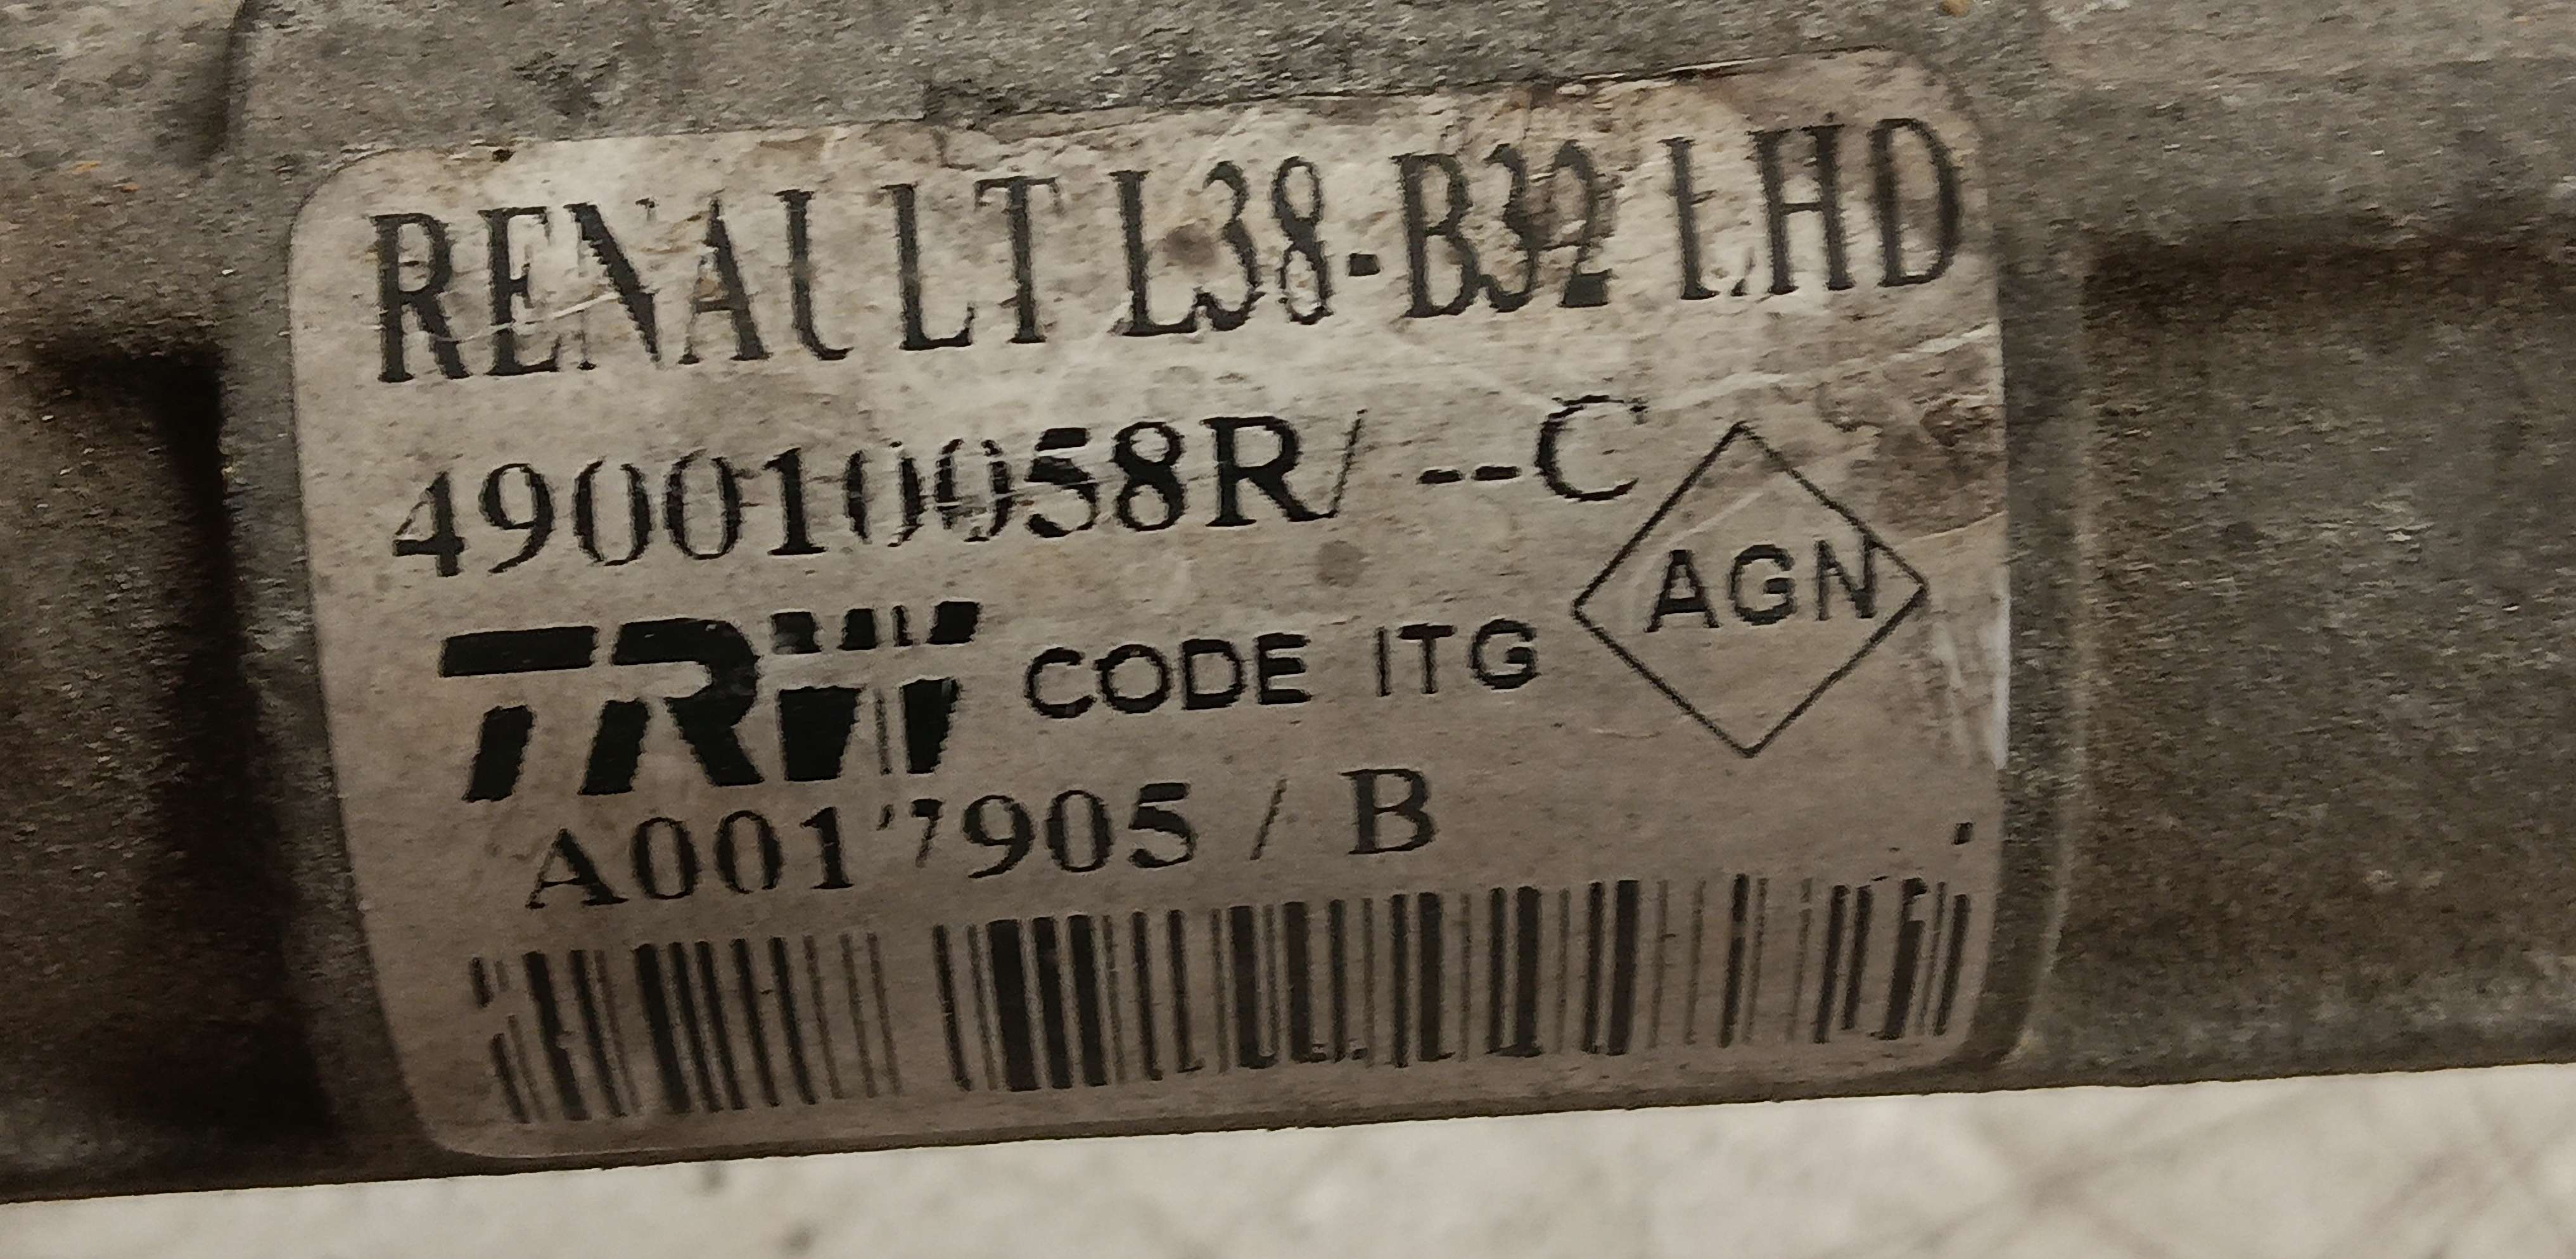 RENAULT L38-B32 LHD
490010058R/ --C
TRW CODE ITG
AGN
A0017905 / B